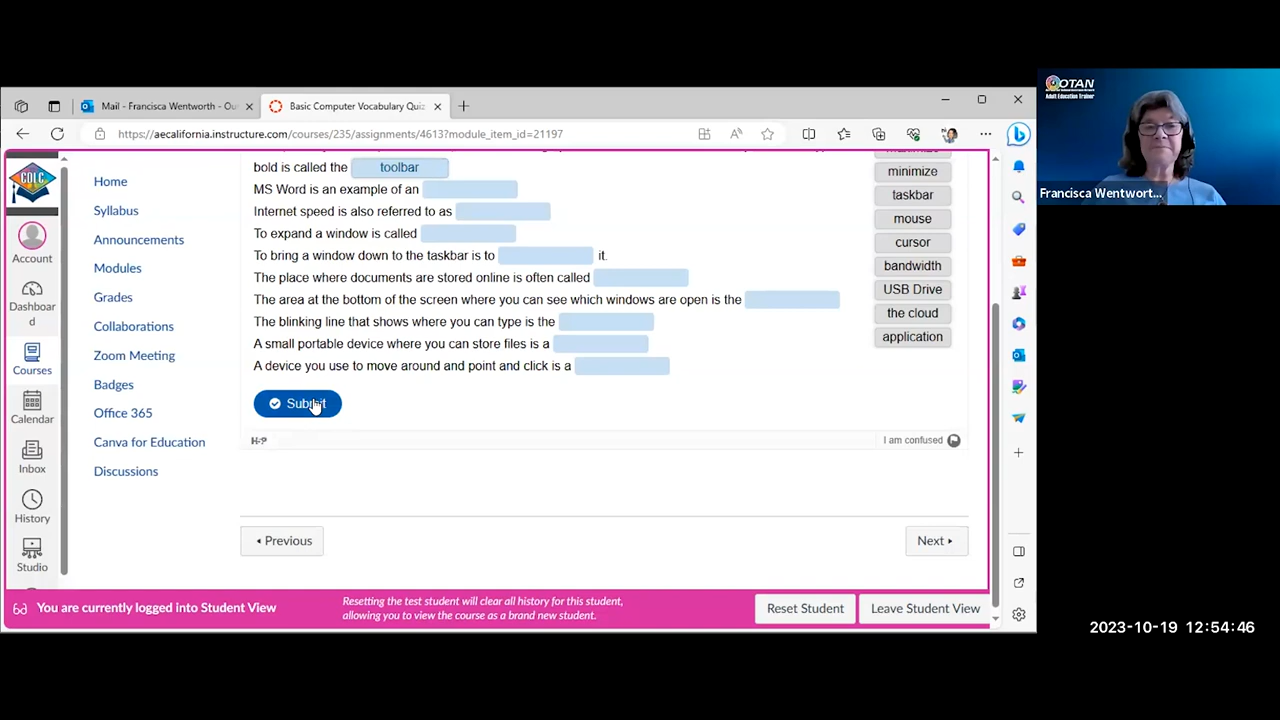 Mail - Francisca Wentworth - Ou
Basic Computer Vocabulary Quiz
https://aecalifornia.instructure.com/courses/235/assignments/4613?module_item_id=21197
OTAN
Adult Education Trainer
Francisca Wentwort...
CDLC
Account
Dashboar
d
Courses
Calendar
Inbox
History
Studio
Home
Syllabus
Announcements
Modules
Grades
Collaborations
Zoom Meeting
Badges
Office 365
Canva for Education
Discussions
bold is called the toolbar
MS Word is an example of an
Internet speed is also referred to as
To expand a window is called
To bring a window down to the taskbar is to it.
The place where documents are stored online is often called
The area at the bottom of the screen where you can see which windows are open is the
The blinking line that shows where you can type is the
A small portable device where you can store files is a
A device you use to move around and point and click is a
minimize
taskbar
mouse
cursor
bandwidth
USB Drive
the cloud
application
Submit
H-P
I am confused
Previous
Next
You are currently logged into Student View
Resetting the test student will clear all history for this student,
allowing you to view the course as a brand new student.
Reset Student
Leave Student View
2023-10-19 12:54:46